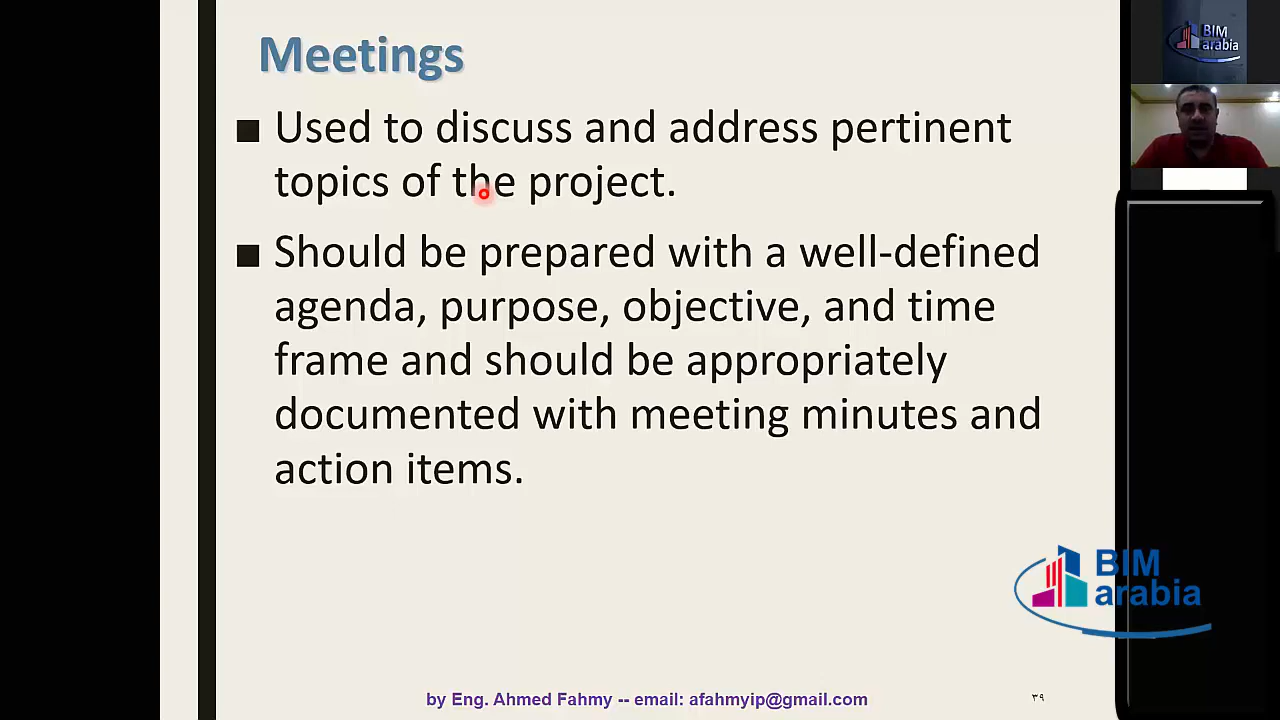 Meetings
■ Used to discuss and address pertinent
topics of the project.
■ Should be prepared with a well-defined
agenda, purpose, objective, and time
frame and should be appropriately
documented with meeting minutes and
action items.
BIM
arabia
BIM
arabia
by Eng. Ahmed Fahmy -- email: afahmyip@gmail.com
٣٩